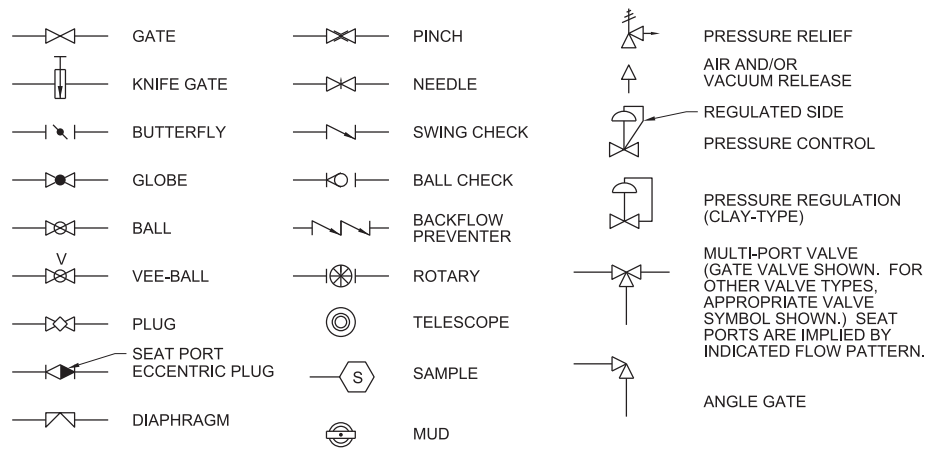 GATE
KNIFE GATE
BUTTERFLY
GLOBE
BALL
V
VEE-BALL
PLUG
SEAT PORT
ECCENTRIC PLUG
DIAPHRAGM
PINCH
NEEDLE
SWING CHECK
BALL CHECK
BACKFLOW
PREVENTER
ROTARY
TELESCOPE
S
SAMPLE
MUD
PRESSURE RELIEF
AIR AND/OR
VACUUM RELEASE
REGULATED SIDE
PRESSURE CONTROL
PRESSURE REGULATION
(CLAY-TYPE)
MULTI-PORT VALVE
(GATE VALVE SHOWN.  FOR
OTHER VALVE TYPES,
APPROPRIATE VALVE
SYMBOL SHOWN.)  SEAT
PORTS ARE IMPLIED BY
INDICATED FLOW PATTERN.
ANGLE GATE